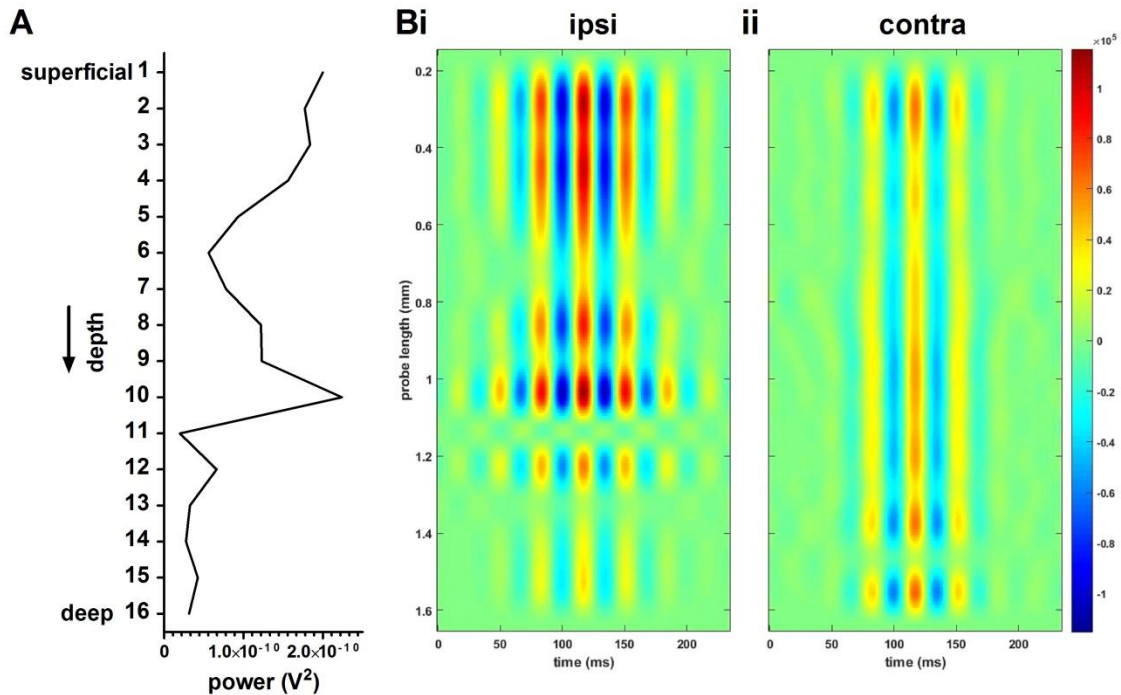 A
superficial 1
2
3
4
5
6
7
8
9
10
11
12
13
14
15
deep 16
depth
0 1.0×10⁻¹⁰ 2.0×10⁻¹⁰
power (V²)
Bi ipsi
0.2
0.4
0.6
0.8
1
1.2
1.4
1.6
probe length (mm)
0 50 100 150 200
time (ms)
ii contra
0 50 100 150 200
time (ms)
×10⁵
1
0.8
0.6
0.4
0.2
0
-0.2
-0.4
-0.6
-0.8
-1